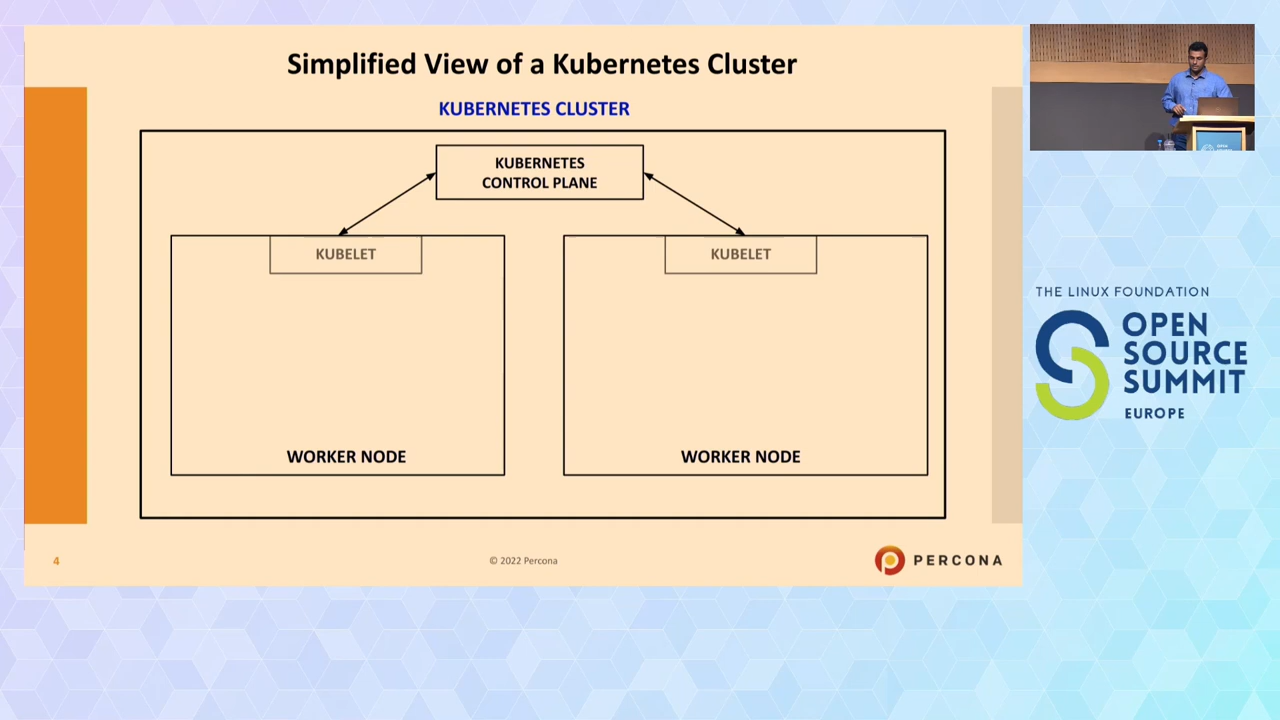 Simplified View of a Kubernetes Cluster
KUBERNETES CLUSTER
KUBERNETES
CONTROL PLANE
KUBELET
KUBELET
WORKER NODE
WORKER NODE
4
© 2022 Percona
PERCONA
THE LINUX FOUNDATION
OPEN
SOURCE
SUMMIT
EUROPE